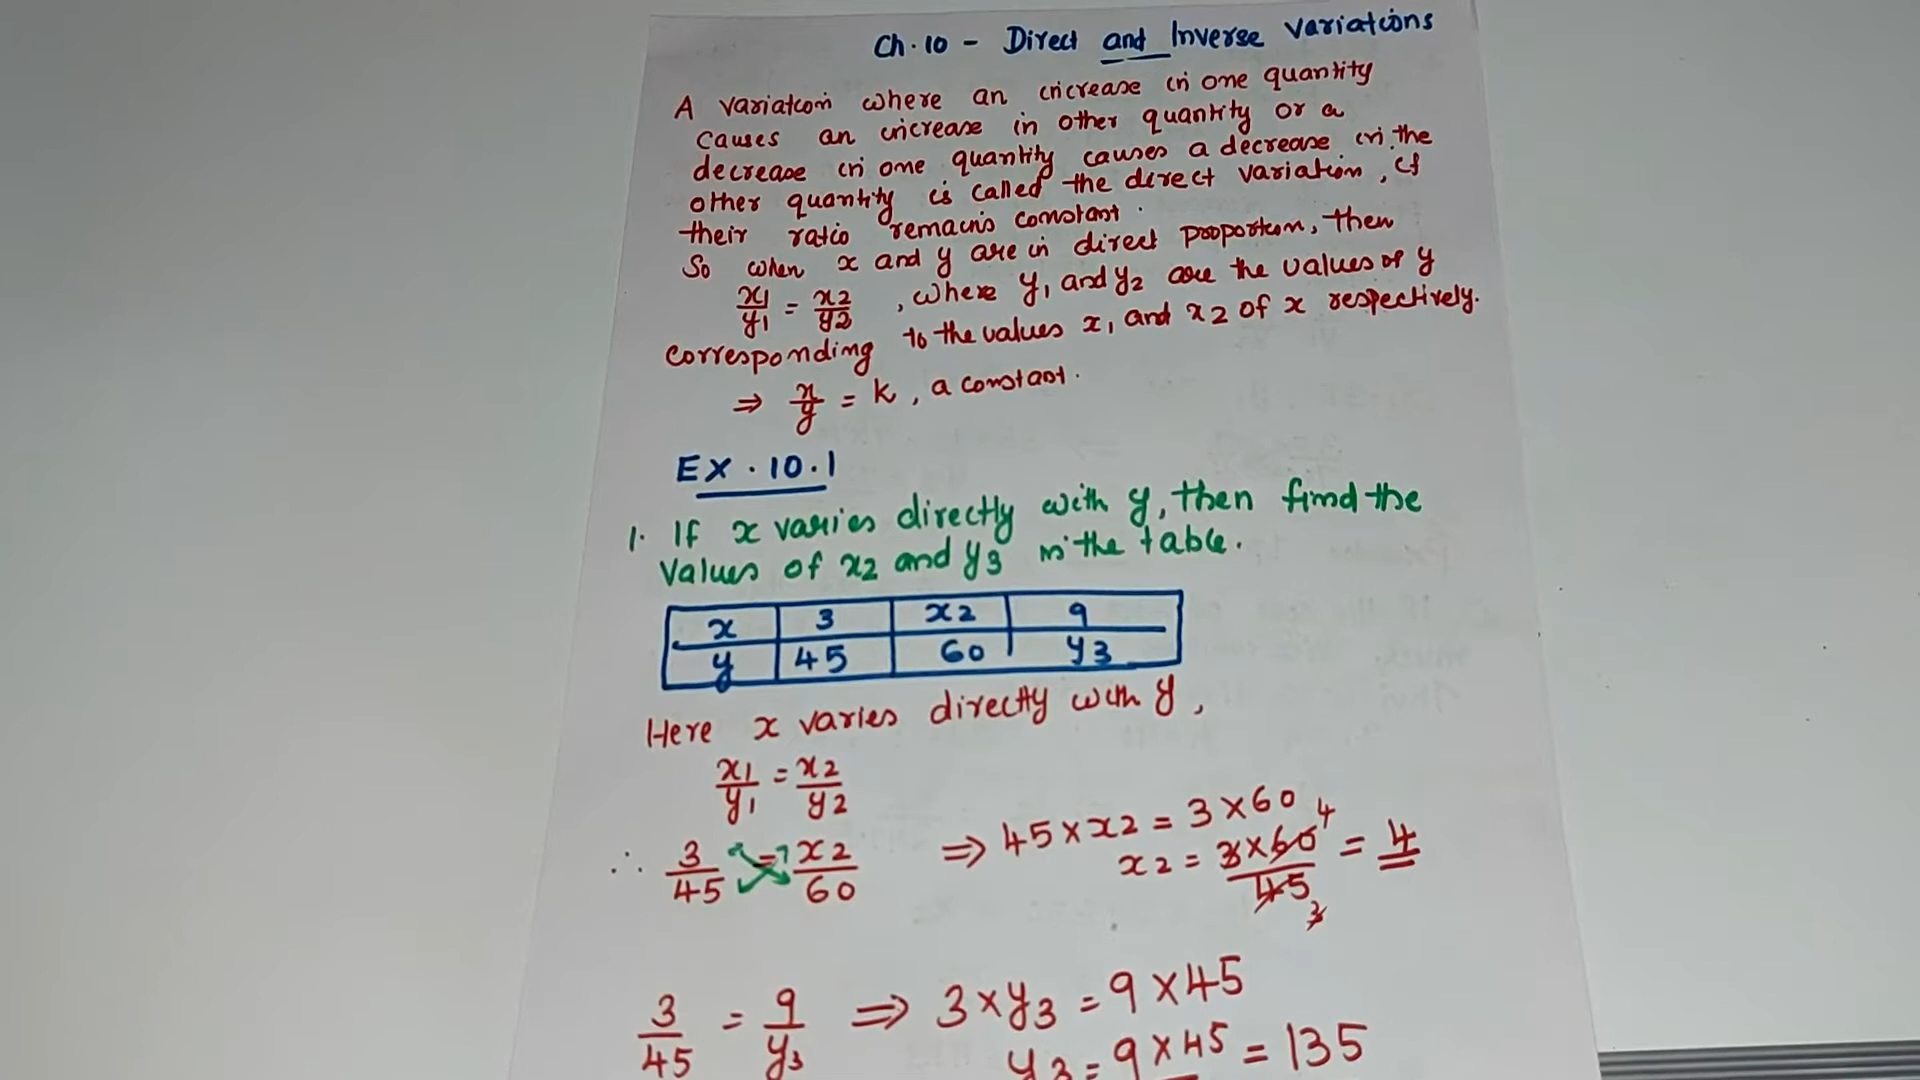 Ch.10 - Direct and Inverse variations
A variation where an increase in one quantity
causes an increase in other quantity or a
decrease in one quantity causes a decrease in the
other quantity is called the direct variation, if
their ratio remains constant.
So when x and y are in direct proportion, then
x1/y1 = x2/y2, where y1 and y2 are the values of y
corresponding to the values x1 and x2 of x respectively.
⇒ x/y = k, a constant.
EX.10.1
1. If x varies directly with y, then find the
values of x2 and y3 in the table.
x 3 x2 9
y 45 60 y3
Here x varies directly with y,
x1/y1 = x2/y2
∴ 3/45 = x2/60 ⇒ 45 × x2 = 3 × 60
x2 = 3×60/45 = 4
4
3
3/45 = 9/y3 ⇒ 3 × y3 = 9 × 45
y3 = 9 × 45 = 135